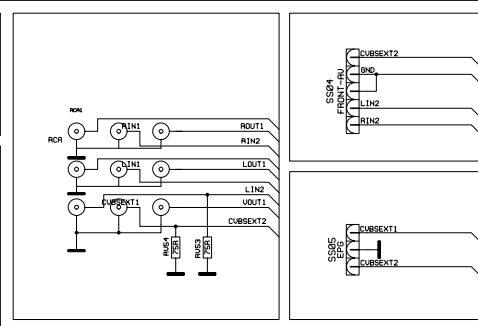 RCA1
RCA
RIN1
ROUT1
RIN2
LIN1
LOUT1
LIN2
CVBSEXT1
VOUT1
CVBSEXT2
RV54
75R
RV53
75R
SS04
FRONT-AV
CVBSEXT2
GND
LIN2
RIN2
SS05
EPG
CVBSEXT1
CVBSEXT2